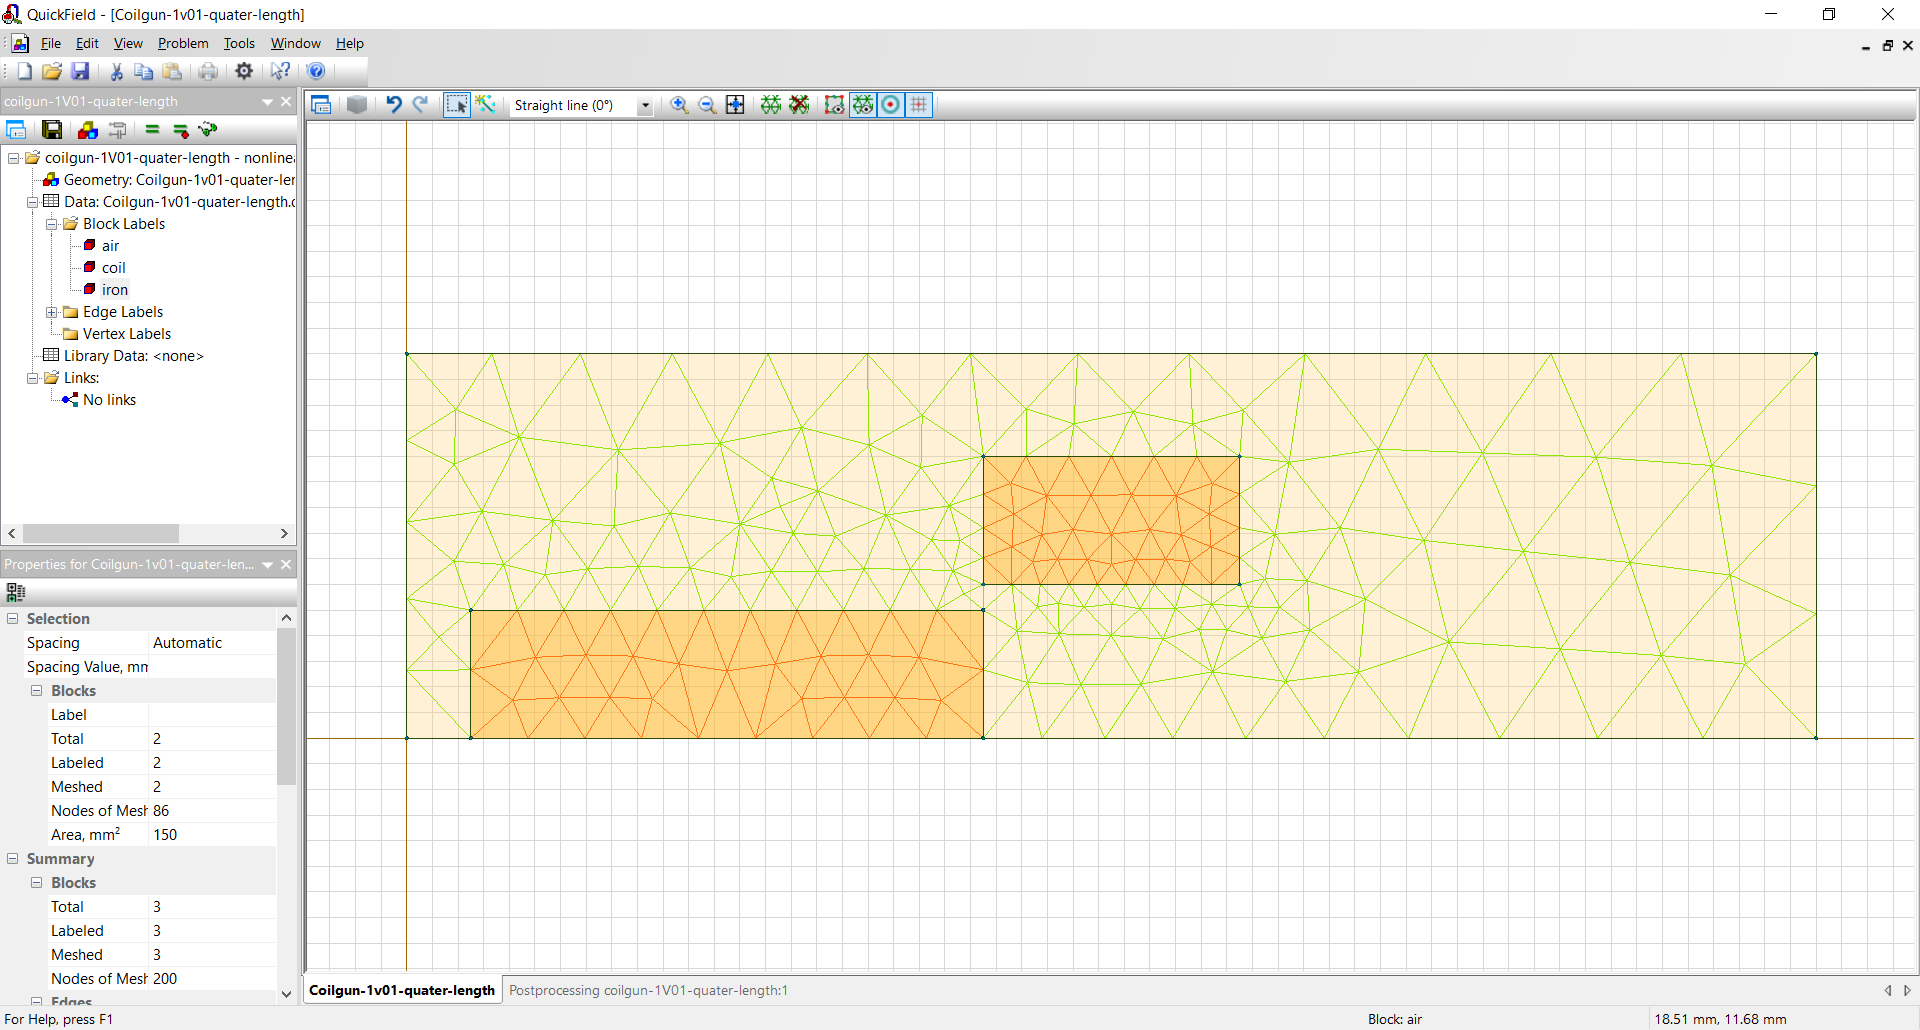 QuickField - [Coilgun-1v01-quater-length]
File Edit View Problem Tools Window Help
coilgun-1V01-quater-length
Straight line (0°)
coilgun-1V01-quater-length - nonlinea
Geometry: Coilgun-1v01-quater-ler
Data: Coilgun-1v01-quater-length.d
Block Labels
air
coil
iron
Edge Labels
Vertex Labels
Library Data: <none>
Links:
No links
Properties for Coilgun-1v01-quater-len...
Selection
Spacing Automatic
Spacing Value, mm
Blocks
Label
Total 2
Labeled 2
Meshed 2
Nodes of Mesh 86
Area, mm² 150
Summary
Blocks
Total 3
Labeled 3
Meshed 3
Nodes of Mesh 200
Edges
Coilgun-1v01-quater-length Postprocessing coilgun-1V01-quater-length:1
For Help, press F1 Block: air 18.51 mm, 11.68 mm